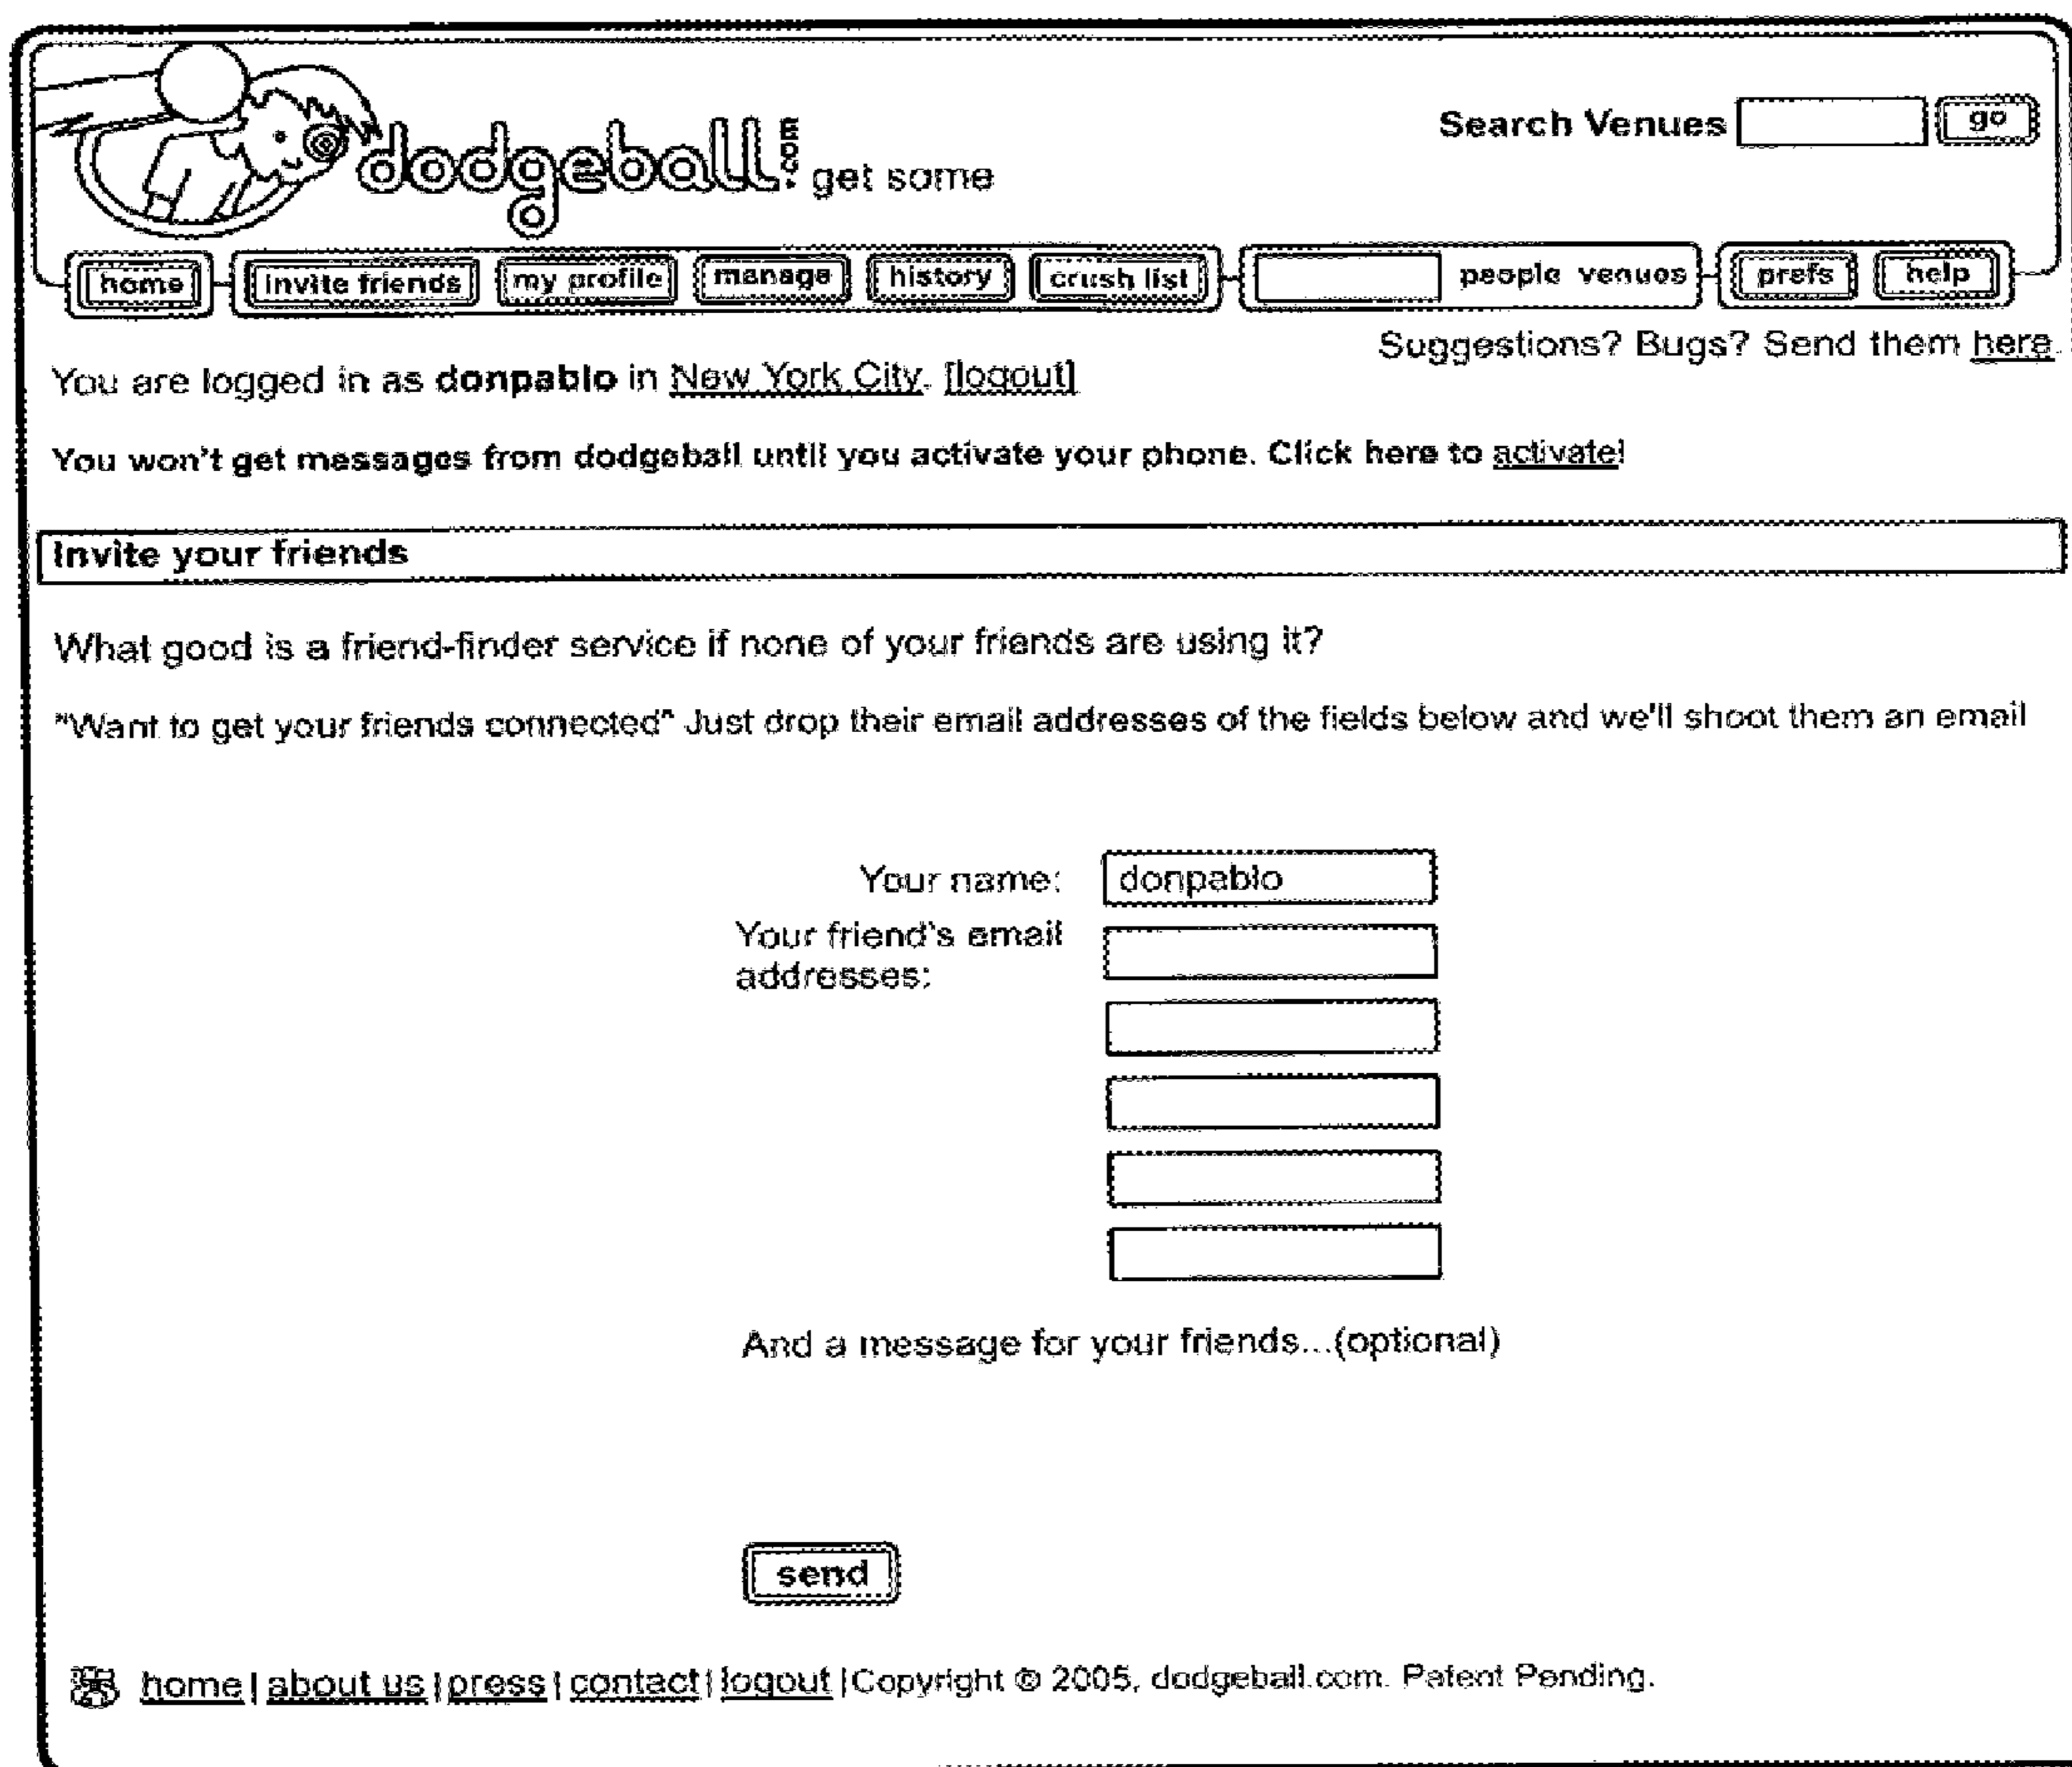 dodgeball.com get some
Search Venues go
home invite friends my profile manage history crush list people venues prefs help
Suggestions? Bugs? Send them here.
You are logged in as donpablo in New York City. [logout]
You won't get messages from dodgeball until you activate your phone. Click here to activate!
Invite your friends
What good is a friend-finder service if none of your friends are using it?
"Want to get your friends connected" Just drop their email addresses of the fields below and we'll shoot them an email
Your name: donpablo
Your friend's email
addresses:
And a message for your friends...(optional)
send
home | about us | press | contact | logout | Copyright © 2005, dodgeball.com. Patent Pending.